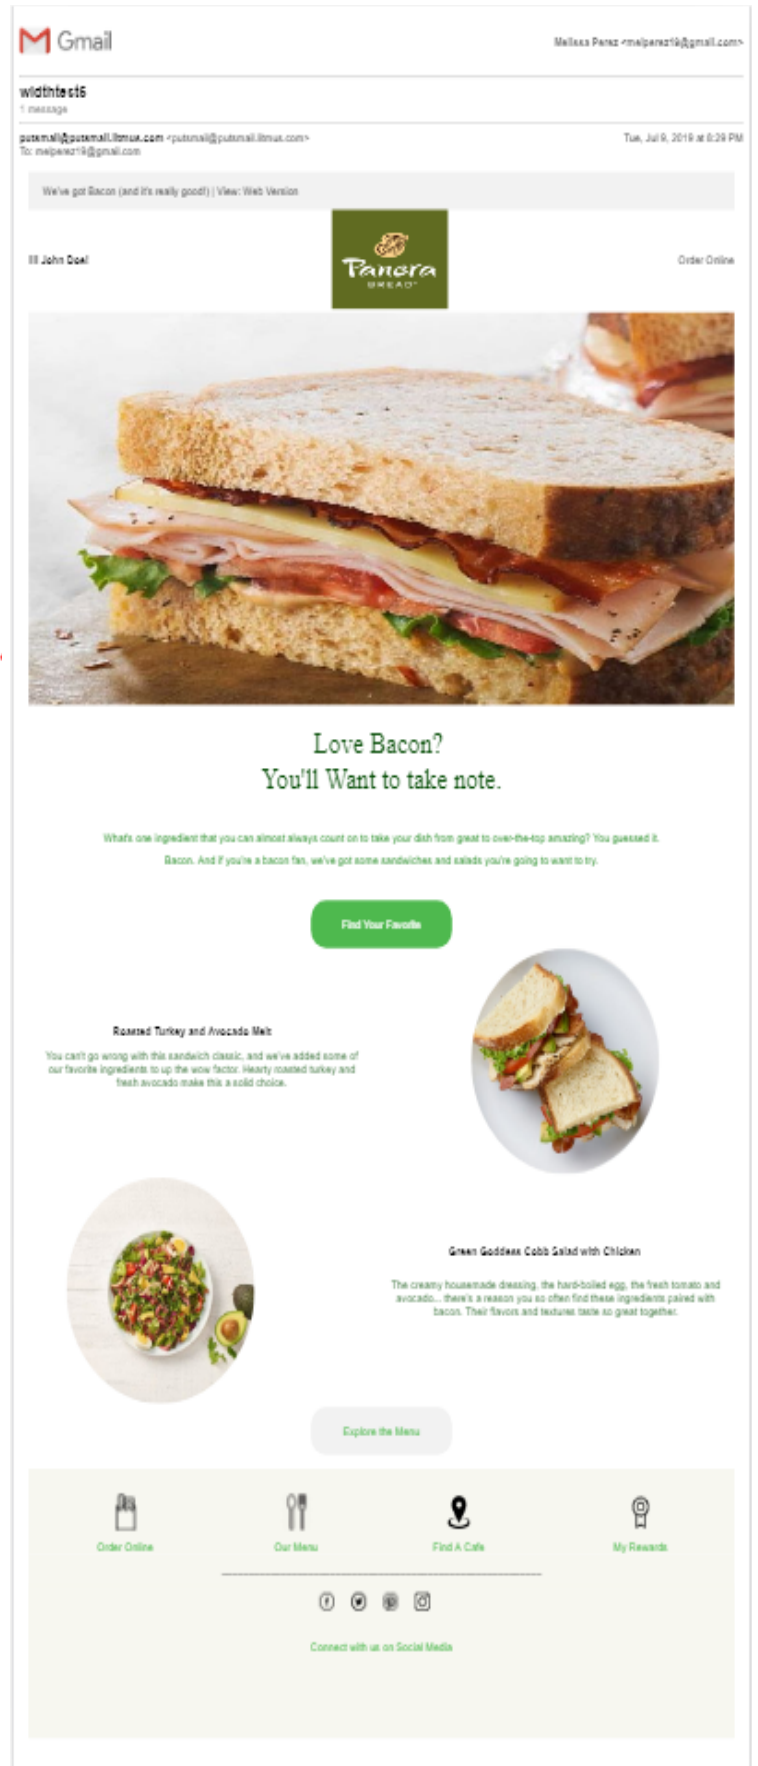 Gmail
Melissa Perez <melperez19@gmail.com>
widthtest6
1 message
putsmail@putsmail.litmus.com <putsmail@putsmail.litmus.com>
Tue, Jul 9, 2019 at 8:29 PM
To: melperez19@gmail.com
We've got Bacon (and it's really good!) | View: Web Version
John Doe!
Panera
BREAD
Order Online
Love Bacon?
You'll Want to take note.
What's one ingredient that you can almost always count on to take your dish from great to over-the-top amazing? You guessed it.
Bacon. And if you're a bacon fan, we've got some sandwiches and salads you're going to want to try.
Find Your Favorite
Roasted Turkey and Avocado Melt
You can't go wrong with this sandwich classic, and we've added some of
our favorite ingredients to up the wow factor. Hearty roasted turkey and
fresh avocado make this a solid choice.
Green Goddess Cobb Salad with Chicken
The creamy housemade dressing, the hard-boiled egg, the fresh tomato and
avocado... there's a reason you so often find these ingredients paired with
bacon. Their flavors and textures taste so great together.
Explore the Menu
Order Online
Our Menu
Find A Cafe
My Rewards
Connect with us on Social Media